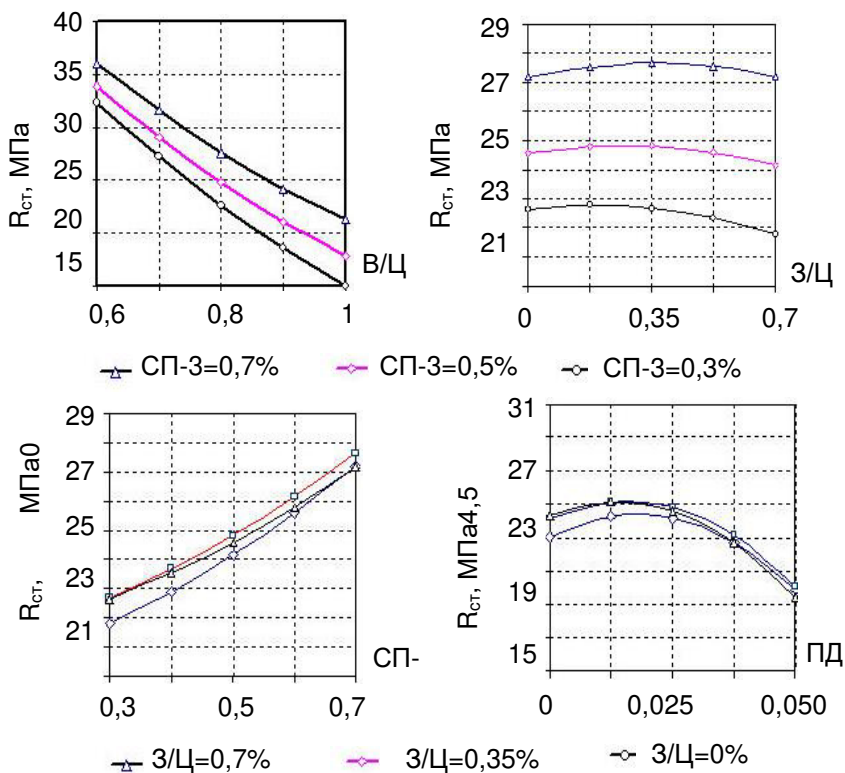 40
35
30
25
20
15
R_ст, МПа
В/Ц
0,6 0,8 1
29
27
25
23
21
R_ст, МПа
З/Ц
0 0,35 0,7
СП-3=0,7% СП-3=0,5% СП-3=0,3%
29
27
25
23
21
R_ст, МПа0
СП-
0,3 0,5 0,7
31
27
23
19
15
R_ст, МПа4,5
ПД
0 0,025 0,050
З/Ц=0,7% З/Ц=0,35% З/Ц=0%